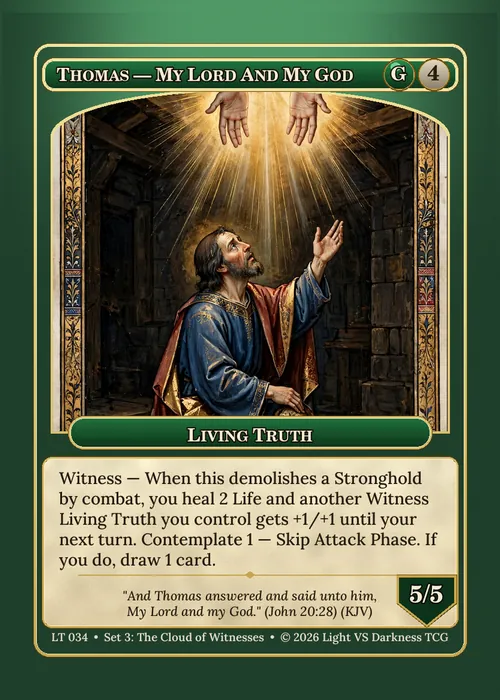 Thomas — My Lord And My God G 4
Living Truth
Witness — When this demolishes a Stronghold
by combat, you heal 2 Life and another Witness
Living Truth you control gets +1/+1 until your
next turn. Contemplate 1 — Skip Attack Phase. If
you do, draw 1 card.
"And Thomas answered and said unto him,
My Lord and my God." (John 20:28) (KJV)
5/5
LT 034 • Set 3: The Cloud of Witnesses • © 2026 Light VS Darkness TCG